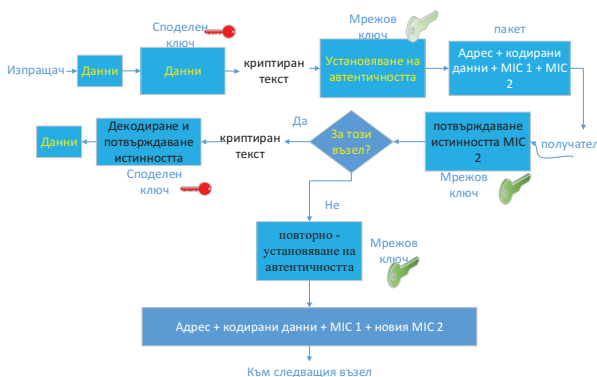 Споделен
ключ
Мрежов
ключ
пакет
Изпращач
Данни
Данни
криптиран
текст
Установяване на
автентичността
Адрес + кодирани
данни + MIC 1 + MIC
2
Да
Декодиране и
потвърждаване
истинността
Данни
криптиран
текст
За този
възел?
потвърждаване
истинността MIC
2
получател
Споделен
ключ
Мрежов
ключ
Не
повторно -
установяване на
автентичността
Мрежов
ключ
Адрес + кодирани данни + MIC 1 + новия MIC 2
Към следващия възел